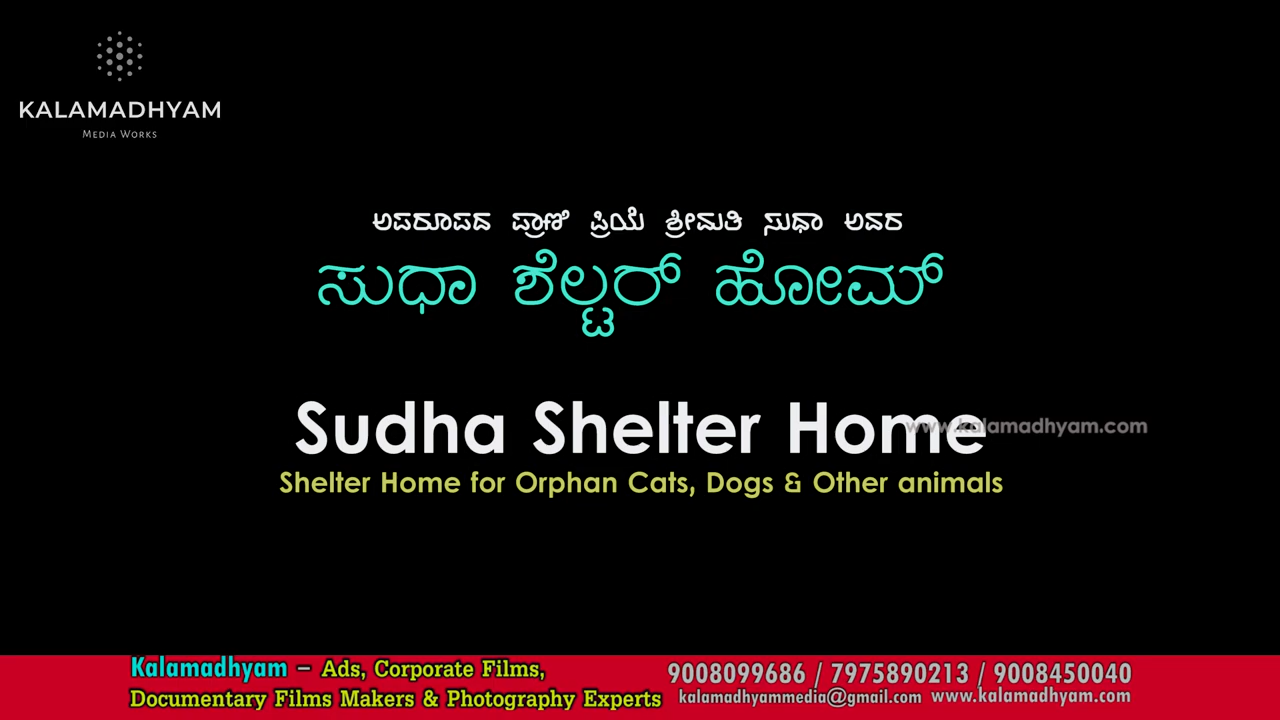 KALAMADHYAM
MEDIA WORKS
ಅಪರೂಪದ ಪ್ರಾಣಿ ಪ್ರಿಯೆ ಶ್ರೀಮತಿ ಸುಧಾ ಅವರ
ಸುಧಾ ಶೆಲ್ಟರ್ ಹೋಮ್
Sudha Shelter Home
www.kalamadhyam.com
Shelter Home for Orphan Cats, Dogs & Other animals
Kalamadhyam – Ads, Corporate Films,
Documentary Films Makers & Photography Experts
9008099686 / 7975890213 / 9008450040
kalamadhyammedia@gmail.com www.kalamadhyam.com